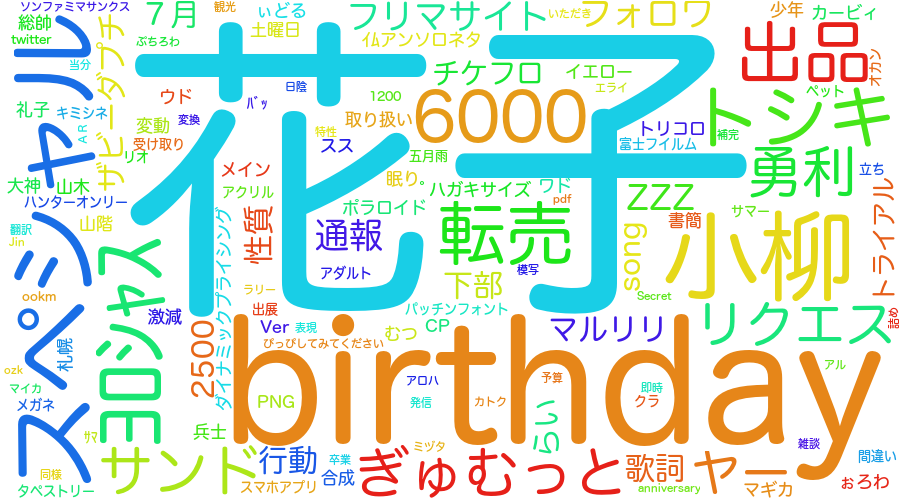 ソンファミマサンクス
総帥
twitter
ぷちろわ
当分
7月
観光
ぃどる
土曜日
フリマサイト
イムアンソロネタ
いただき
フォロワ
少年
カービィ
出品
オカン
スペシャル
ザビーダプチ
花子
チケフロ
イエロー
エライ
ペット
日陰
礼子
キミシネ
AR
ウド
バッ
1200
6000
トシキ
変動
変換
受け取り
リオ
特性
取り扱い
トリコロ
補完
富士フイルム
スス
五月雨
勇利
立ち
大神
山木
メイン
眠り。
ハガキサイズ
ワド
pdf
ZZZ
ハンターオンリー
アクリル
ポラロイド
転売
書簡
サマー
トライアル
山階
翻訳
Jin
性質
通報
song
小柳
ヨロシャス
ダイナミックプライシング
アダルト
模写
下部
ラリー
Secret
ookm
激減
出展
Ver
表現
パッチンフォント
CP
むつ
マルリリ
リクエス
詰め
札幌
2500
ぴっぴしてみてください
birthday
ozk
マイカ
メガネ
アロハ
予算
即時
アル
PNG
発信
カトク
クラ
サマ
兵士
らい
雑談
サンド
行動
卒業
ミヅタ
間違い
同様
合成
ぎゅむっと
歌詞
ヤー
タペストリー
スマホアプリ
anniversary
マギカ
ぉろわ